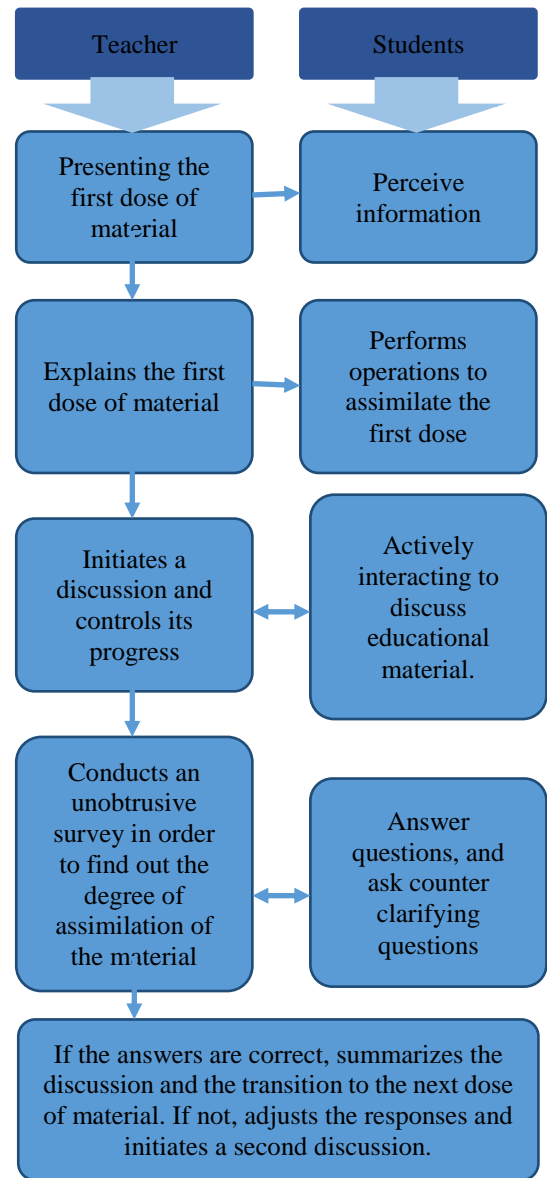 Teacher
Students
Presenting the
first dose of
material
Perceive
information
Explains the first
dose of material
Performs
operations to
assimilate the
first dose
Initiates a
discussion and
controls its
progress
Actively
interacting to
discuss
educational
material.
Conducts an
unobtrusive
survey in order
to find out the
degree of
assimilation of
the material
Answer
questions, and
ask counter
clarifying
questions
If the answers are correct, summarizes the
discussion and the transition to the next dose
of material. If not, adjusts the responses and
initiates a second discussion.